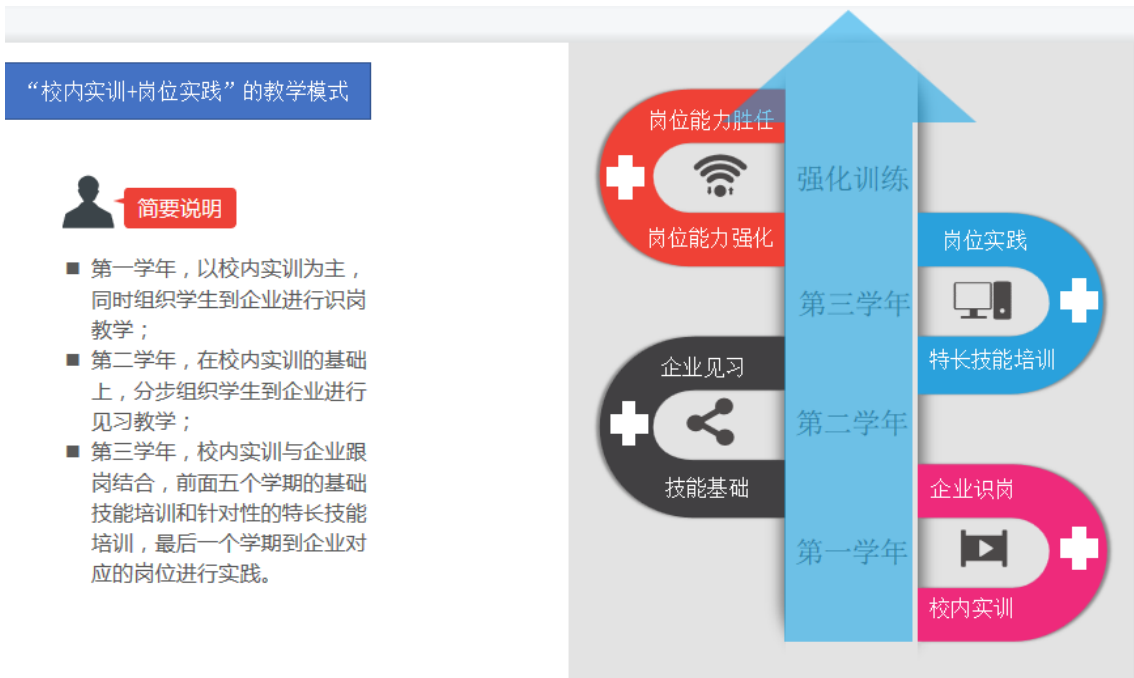 “校内实训+岗位实践”的教学模式
简要说明
■ 第一学年，以校内实训为主，
同时组织学生到企业进行识岗
教学；
■ 第二学年，在校内实训的基础
上，分步组织学生到企业进行
见习教学；
■ 第三学年，校内实训与企业跟
岗结合，前面五个学期的基础
技能培训和针对性的特长技能
培训，最后一个学期到企业对
应的岗位进行实践。
岗位能力胜任
强化训练
岗位能力强化
岗位实践
第三学年
特长技能培训
企业见习
第二学年
技能基础
企业识岗
第一学年
校内实训